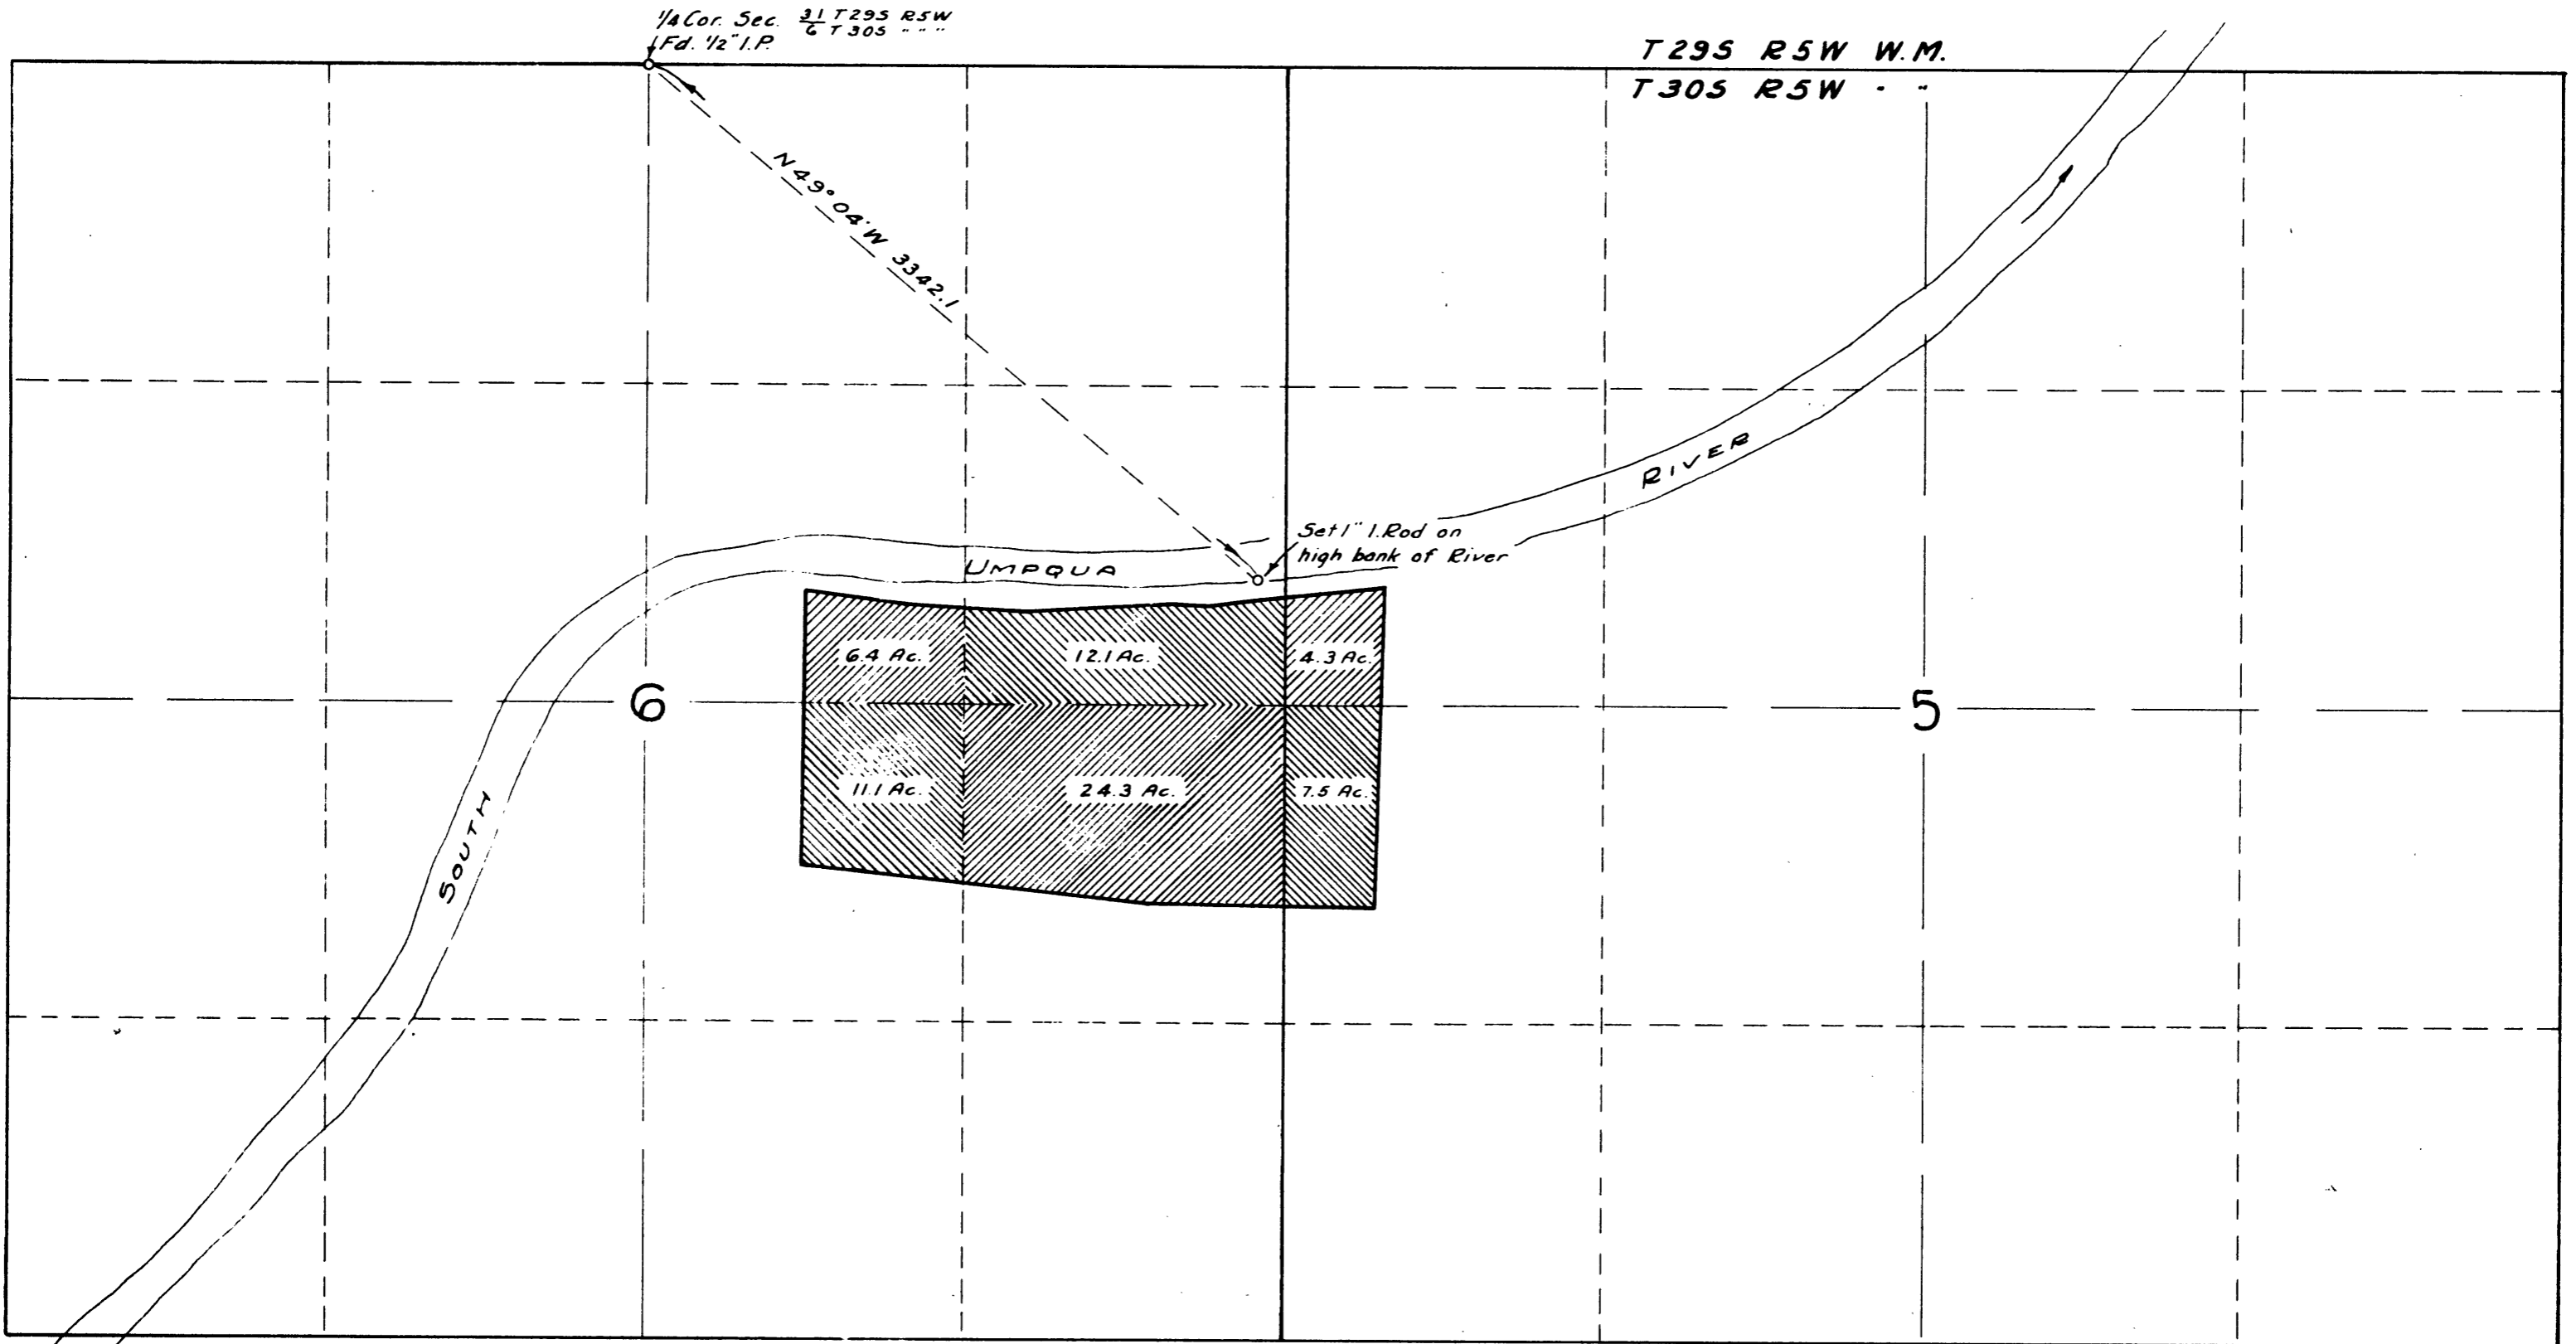 1/4 Cor. Sec. 31/6 T29S R5W
T30S " " "
Fd. 1/2" I.P.
T29S R5W W.M.
T30S R5W " "
N49°04'W 3342.1
RIVER
Set 1" I.Rod on
high bank of River
UMPQUA
6.4 Ac.
12.1 Ac.
4.3 Ac.
6
5
11.1 Ac.
24.3 Ac.
7.5 Ac.
SOUTH